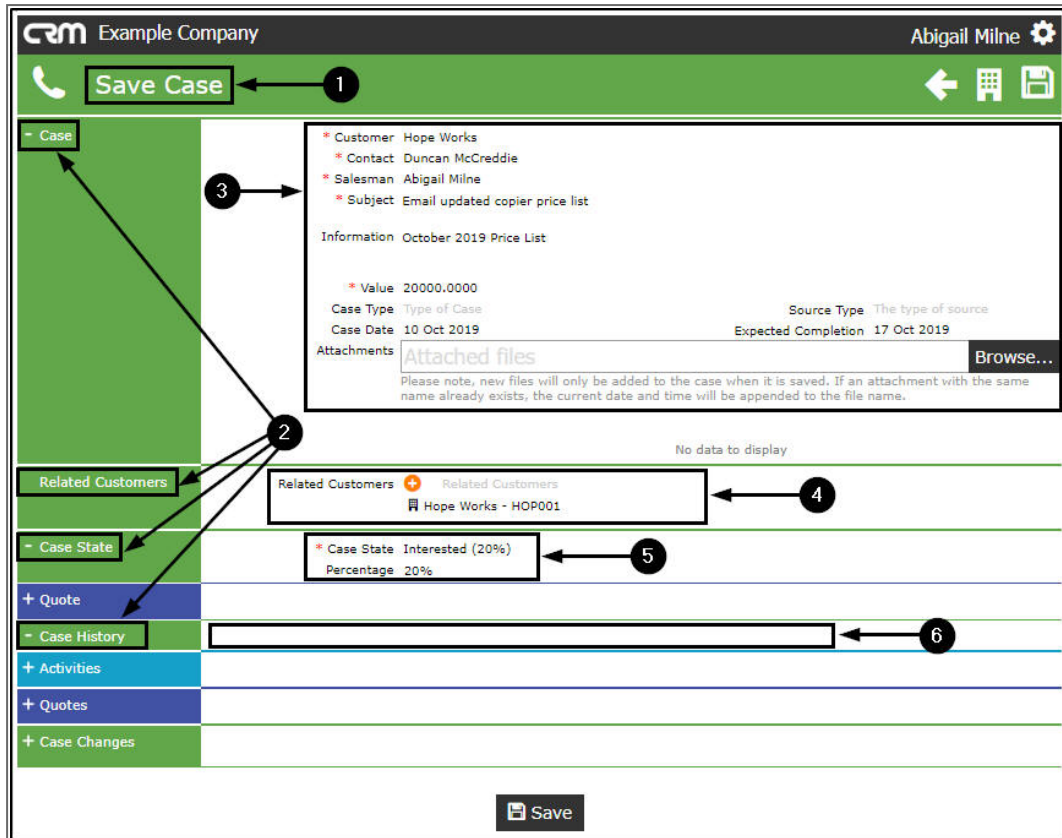 CRM Example Company Abigail Milne
Save Case 1
- Case
* Customer Hope Works
* Contact Duncan McCreddie
3 * Salesman Abigail Milne
* Subject Email updated copier price list
Information October 2019 Price List
* Value 20000.0000
Case Type Type of Case Source Type The type of source
Case Date 10 Oct 2019 Expected Completion 17 Oct 2019
Attachments Attached files Browse...
Please note, new files will only be added to the case when it is saved. If an attachment with the same
name already exists, the current date and time will be appended to the file name.
2
No data to display
Related Customers Related Customers Related Customers
4
Hope Works - HOP001
- Case State * Case State Interested (20%)
5
Percentage 20%
+ Quote
- Case History 6
+ Activities
+ Quotes
+ Case Changes
Save